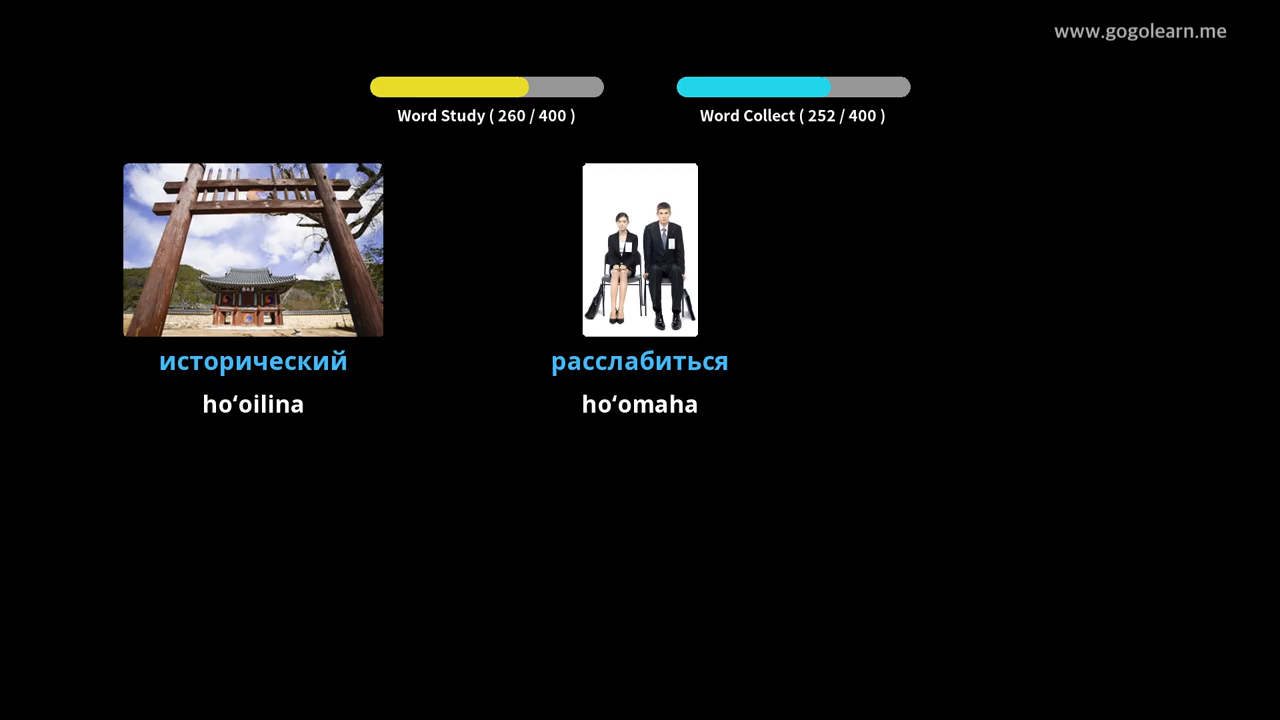 www.gogolearn.me
Word Study ( 260 / 400 )
Word Collect ( 252 / 400 )
исторический
hoʻoilina
расслабиться
hoʻomaha